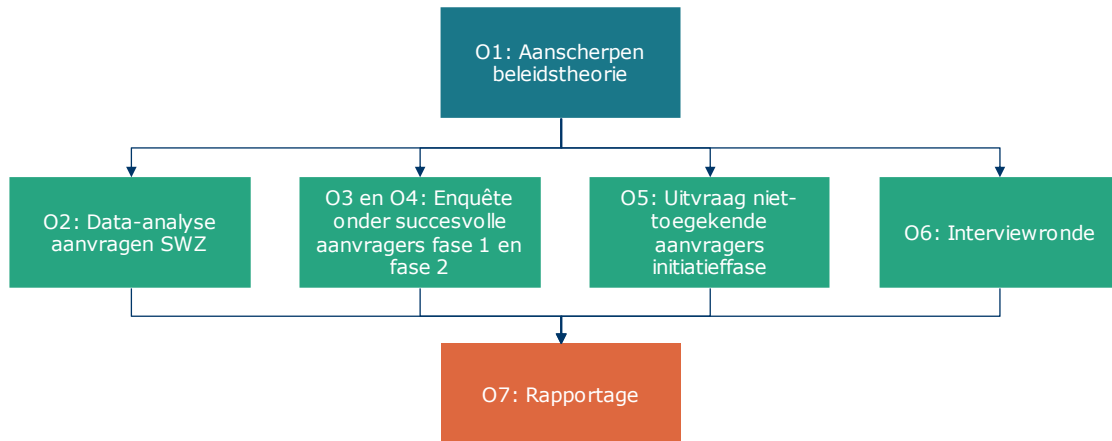 O1: Aanscherpen
beleidstheorie
O2: Data-analyse
aanvragen SWZ
O3 en O4: Enquête
onder succesvolle
aanvragers fase 1 en
fase 2
O5: Uitvraag niet-
toegekende
aanvragers
initiatieffase
O6: Interviewronde
O7: Rapportage